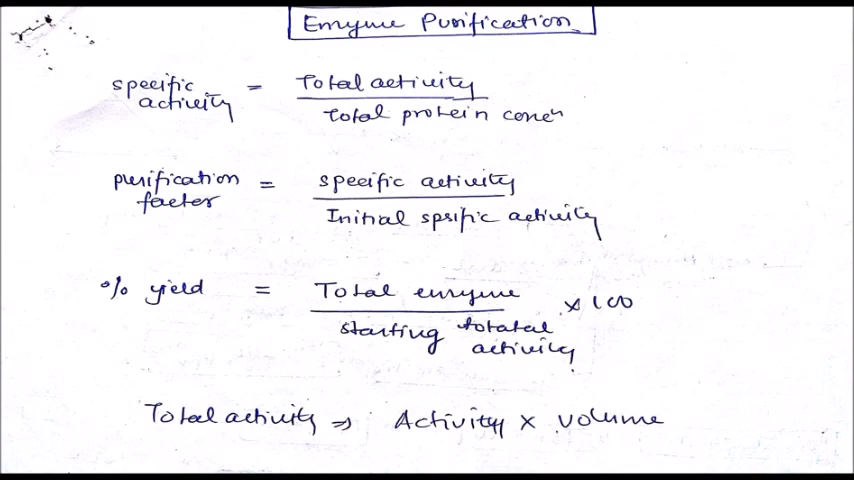 Enzyme Purification
specific activity = Total activity / total protein concn
purification factor = specific activity / Initial spsific activity
% yield = Total enzyme / starting totatal activity × 100
Total activity ⇒ Activity × volume